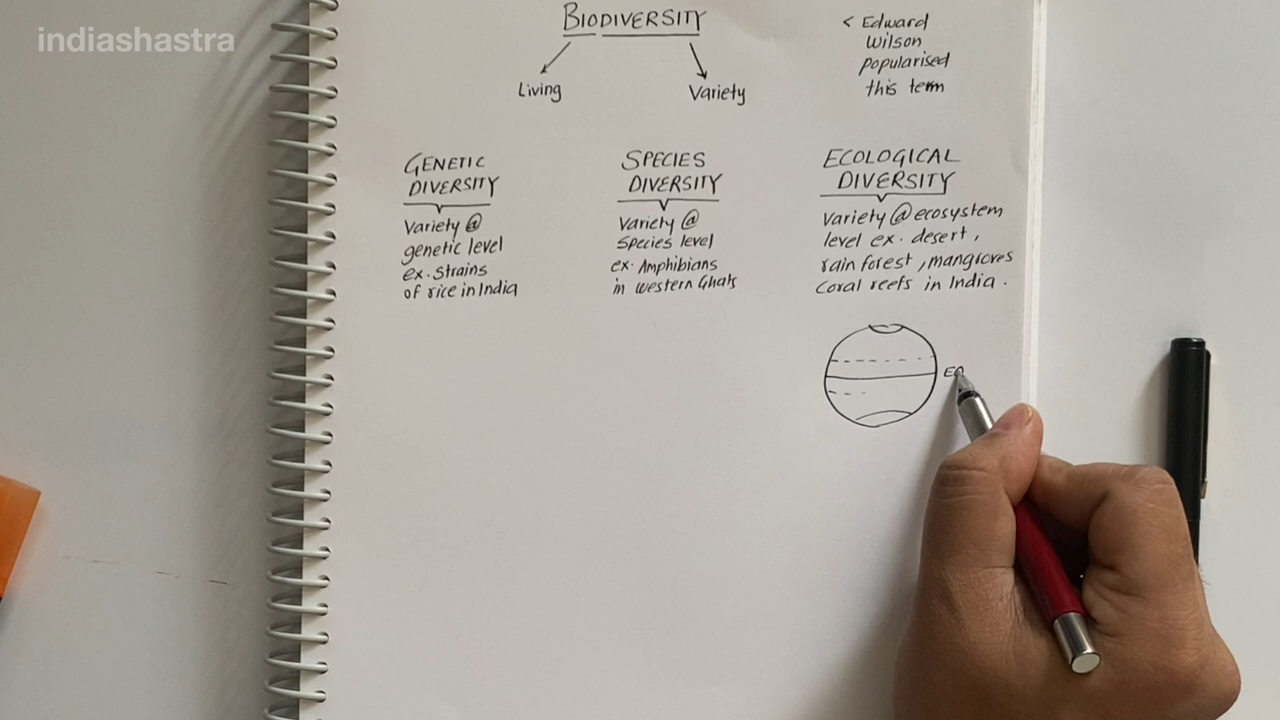 indiashastra
BIODIVERSITY
Living
Variety
< Edward
Wilson
popularised
this term
GENETIC
DIVERSITY
Variety @
genetic level
ex. strains
of rice in India
SPECIES
DIVERSITY
Variety @
species level
ex. Amphibians
in western Ghats
ECOLOGICAL
DIVERSITY
Variety @ ecosystem
level ex. desert,
rain forest, mangroves
coral reefs in India.
EQ